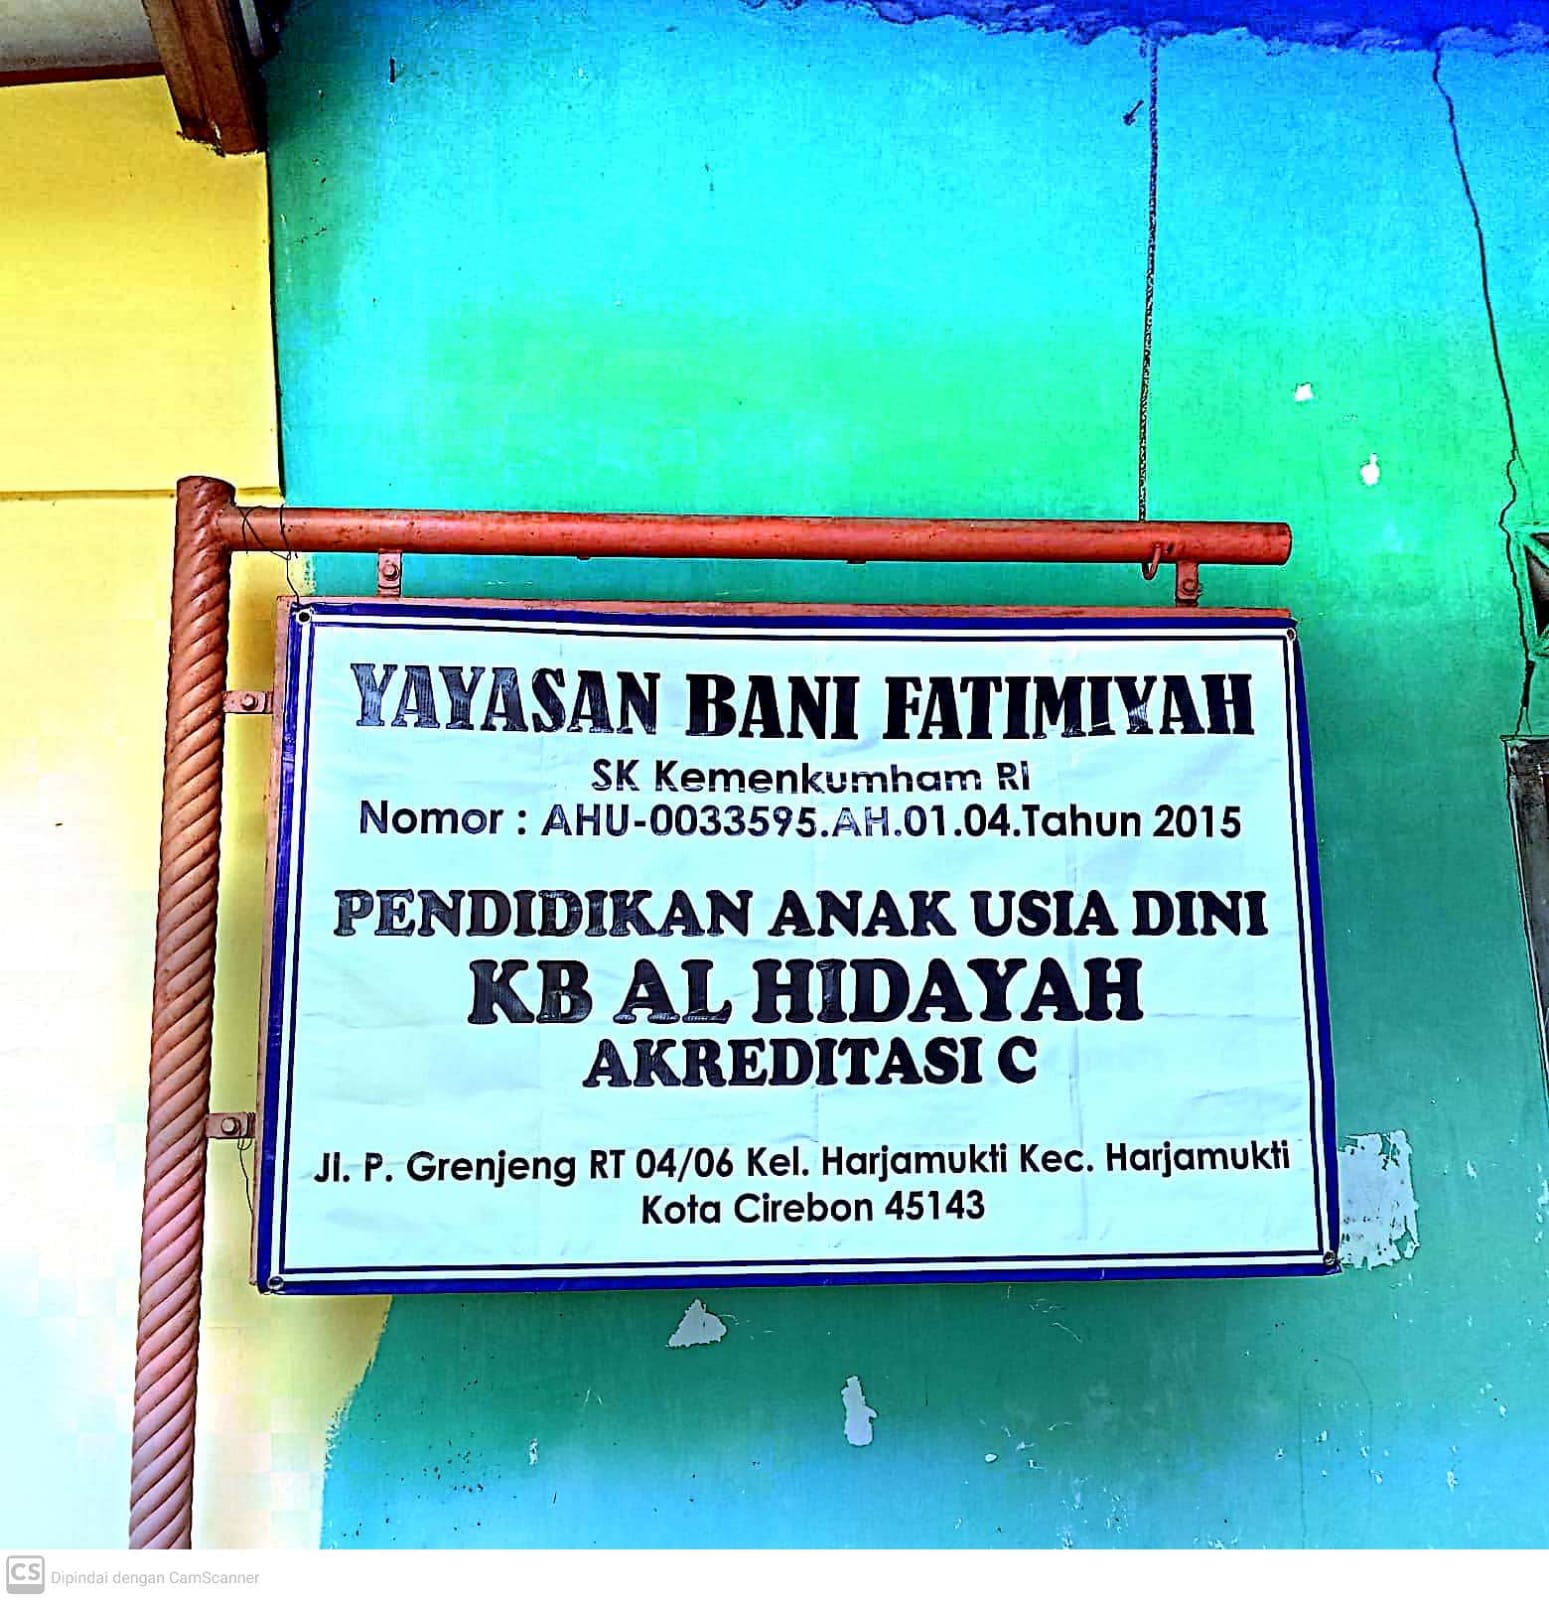 YAYASAN BANI FATIMIYAH
SK Kemenkumham RI
Nomor : AHU-0033595.AH.01.04.Tahun 2015
PENDIDIKAN ANAK USIA DINI
KB AL HIDAYAH
AKREDITASI C
Jl. P. Grenjeng RT 04/06 Kel. Harjamukti Kec. Harjamukti
Kota Cirebon 45143
CS Dipindai dengan CamScanner